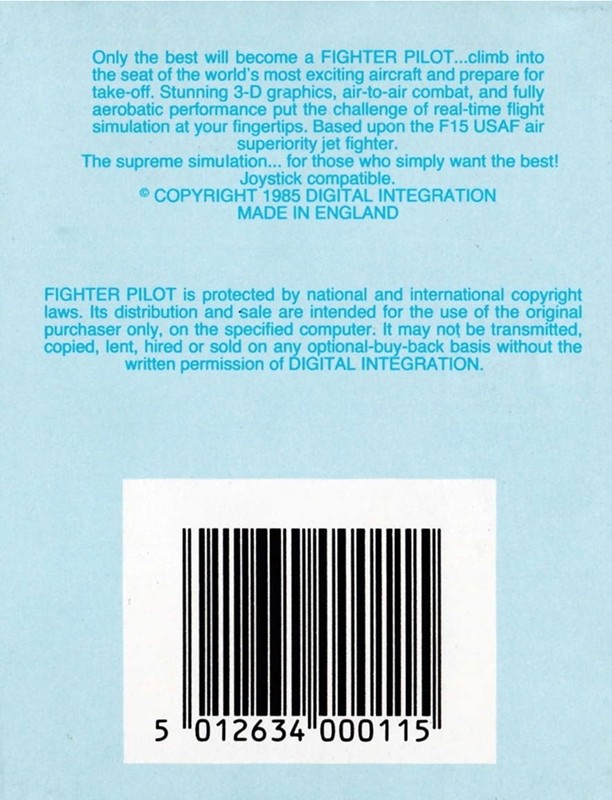 Only the best will become a FIGHTER PILOT...climb into
the seat of the world's most exciting aircraft and prepare for
take-off. Stunning 3-D graphics, air-to-air combat, and fully
aerobatic performance put the challenge of real-time flight
simulation at your fingertips. Based upon the F15 USAF air
superiority jet fighter.
The supreme simulation... for those who simply want the best!
Joystick compatible.
© COPYRIGHT 1985 DIGITAL INTEGRATION
MADE IN ENGLAND
FIGHTER PILOT is protected by national and international copyright
laws. Its distribution and sale are intended for the use of the original
purchaser only, on the specified computer. It may not be transmitted,
copied, lent, hired or sold on any optional-buy-back basis without the
written permission of DIGITAL INTEGRATION.
5 012634 000115